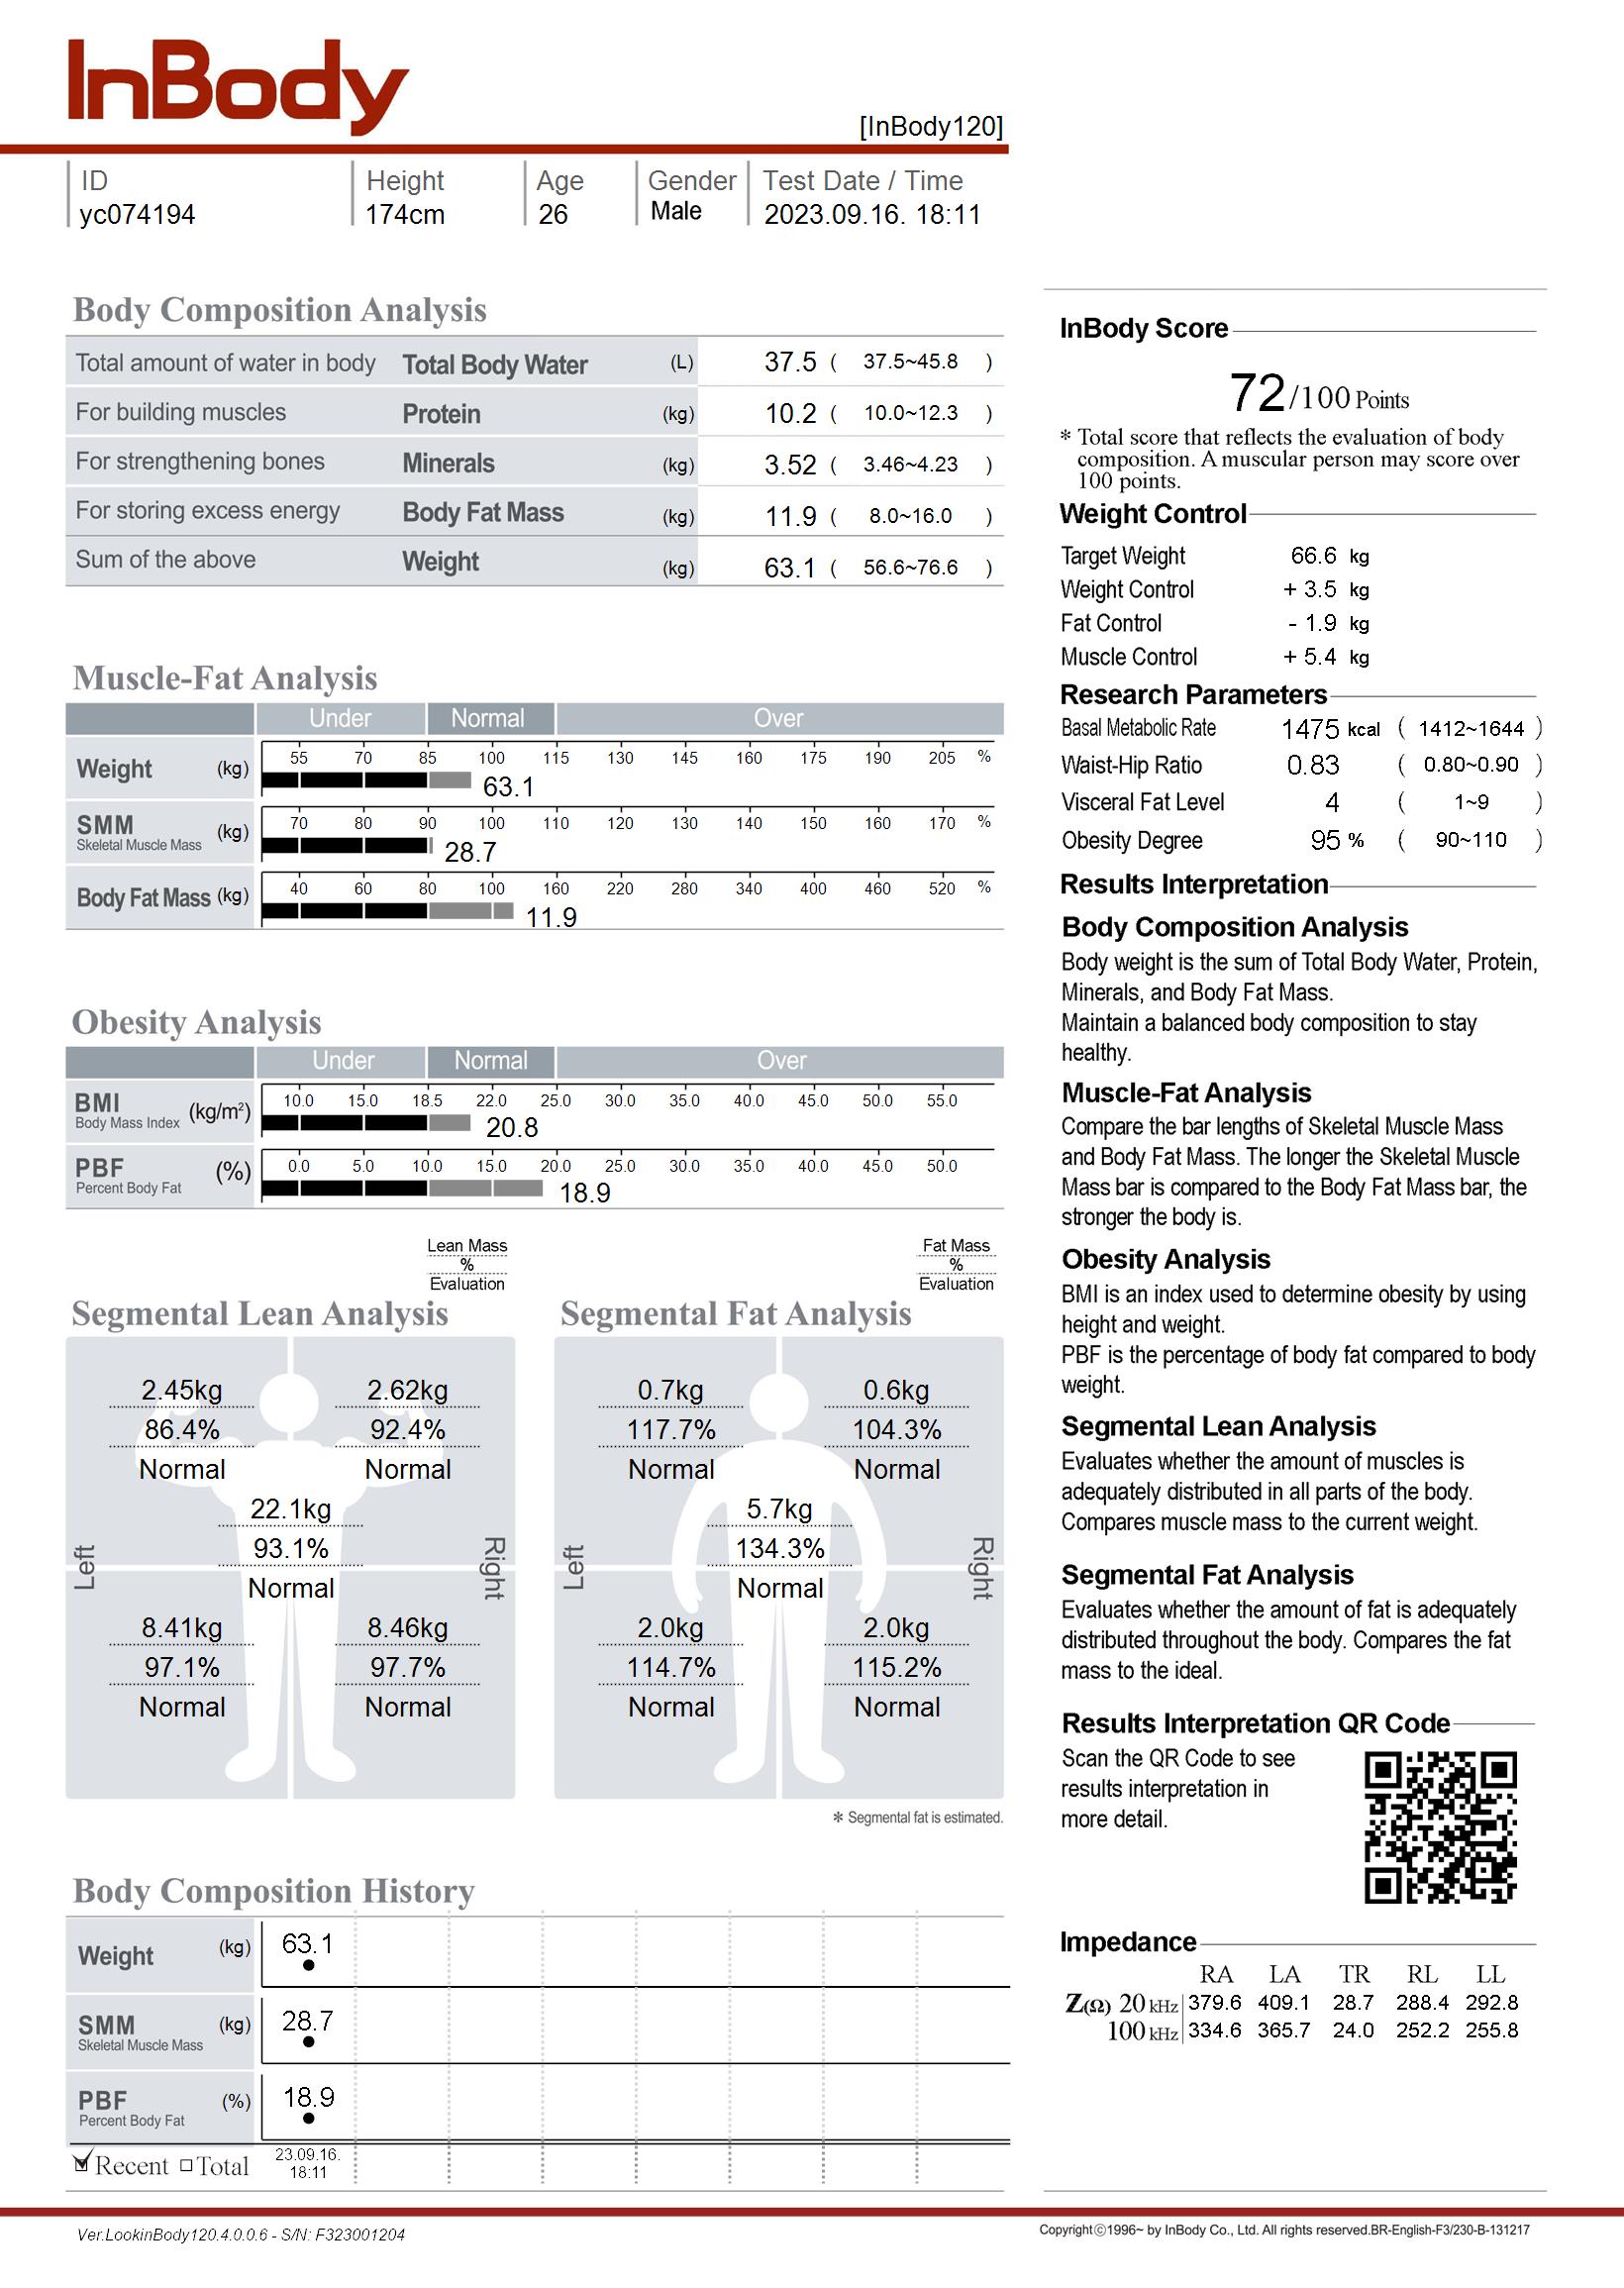 InBody
[InBody120]
ID Height Age Gender Test Date / Time
yc074194 174cm 26 Male 2023.09.16. 18:11
Body Composition Analysis
Total amount of water in body Total Body Water (L) 37.5 ( 37.5~45.8 )
For building muscles Protein (kg) 10.2 ( 10.0~12.3 )
For strengthening bones Minerals (kg) 3.52 ( 3.46~4.23 )
For storing excess energy Body Fat Mass (kg) 11.9 ( 8.0~16.0 )
Sum of the above Weight (kg) 63.1 ( 56.6~76.6 )
Muscle-Fat Analysis
Under Normal Over
Weight (kg) 55 70 85 100 115 130 145 160 175 190 205 %
63.1
SMM (kg) 70 80 90 100 110 120 130 140 150 160 170 %
Skeletal Muscle Mass 28.7
Body Fat Mass (kg) 40 60 80 100 160 220 280 340 400 460 520 %
11.9
Obesity Analysis
Under Normal Over
BMI (kg/m²) 10.0 15.0 18.5 22.0 25.0 30.0 35.0 40.0 45.0 50.0 55.0
Body Mass Index 20.8
PBF (%) 0.0 5.0 10.0 15.0 20.0 25.0 30.0 35.0 40.0 45.0 50.0
Percent Body Fat 18.9
Lean Mass
%
Evaluation
Segmental Lean Analysis
2.45kg 2.62kg
86.4% 92.4%
Normal Normal
22.1kg
93.1%
Normal
Left Right
8.41kg 8.46kg
97.1% 97.7%
Normal Normal
Fat Mass
%
Evaluation
Segmental Fat Analysis
0.7kg 0.6kg
117.7% 104.3%
Normal Normal
5.7kg
134.3%
Normal
Left Right
2.0kg 2.0kg
114.7% 115.2%
Normal Normal
* Segmental fat is estimated.
Body Composition History
Weight (kg) 63.1
SMM (kg) 28.7
Skeletal Muscle Mass
PBF (%) 18.9
Percent Body Fat
Recent Total 23.09.16.
18:11
InBody Score
72/100 Points
* Total score that reflects the evaluation of body
composition. A muscular person may score over
100 points.
Weight Control
Target Weight 66.6 kg
Weight Control + 3.5 kg
Fat Control - 1.9 kg
Muscle Control + 5.4 kg
Research Parameters
Basal Metabolic Rate 1475 kcal ( 1412~1644 )
Waist-Hip Ratio 0.83 ( 0.80~0.90 )
Visceral Fat Level 4 ( 1~9 )
Obesity Degree 95 % ( 90~110 )
Results Interpretation
Body Composition Analysis
Body weight is the sum of Total Body Water, Protein,
Minerals, and Body Fat Mass.
Maintain a balanced body composition to stay
healthy.
Muscle-Fat Analysis
Compare the bar lengths of Skeletal Muscle Mass
and Body Fat Mass. The longer the Skeletal Muscle
Mass bar is compared to the Body Fat Mass bar, the
stronger the body is.
Obesity Analysis
BMI is an index used to determine obesity by using
height and weight.
PBF is the percentage of body fat compared to body
weight.
Segmental Lean Analysis
Evaluates whether the amount of muscles is
adequately distributed in all parts of the body.
Compares muscle mass to the current weight.
Segmental Fat Analysis
Evaluates whether the amount of fat is adequately
distributed throughout the body. Compares the fat
mass to the ideal.
Results Interpretation QR Code
Scan the QR Code to see
results interpretation in
more detail.
Impedance
RA LA TR RL LL
Z(Ω) 20 kHz 379.6 409.1 28.7 288.4 292.8
100 kHz 334.6 365.7 24.0 252.2 255.8
Ver.LookinBody120.4.0.0.6 - S/N: F323001204
Copyrightⓒ1996~ by InBody Co., Ltd. All rights reserved.BR-English-F3/230-B-131217